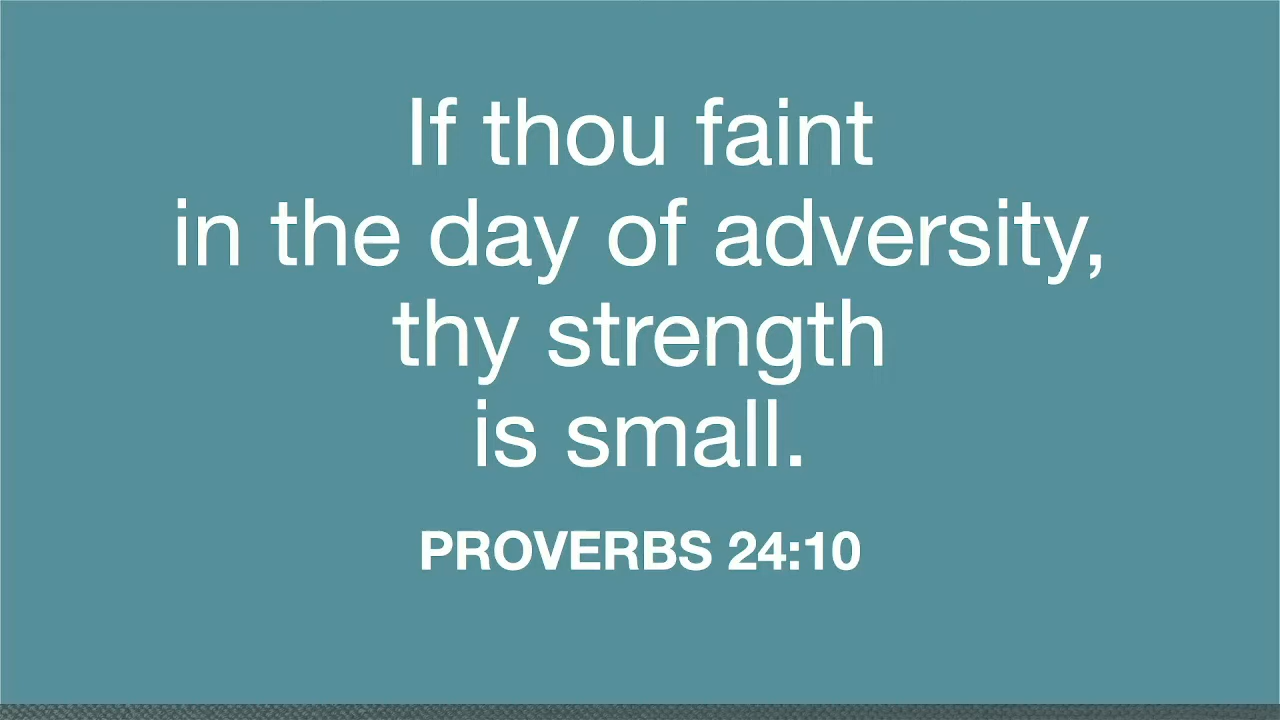 If thou faint
in the day of adversity,
thy strength
is small.
PROVERBS 24:10